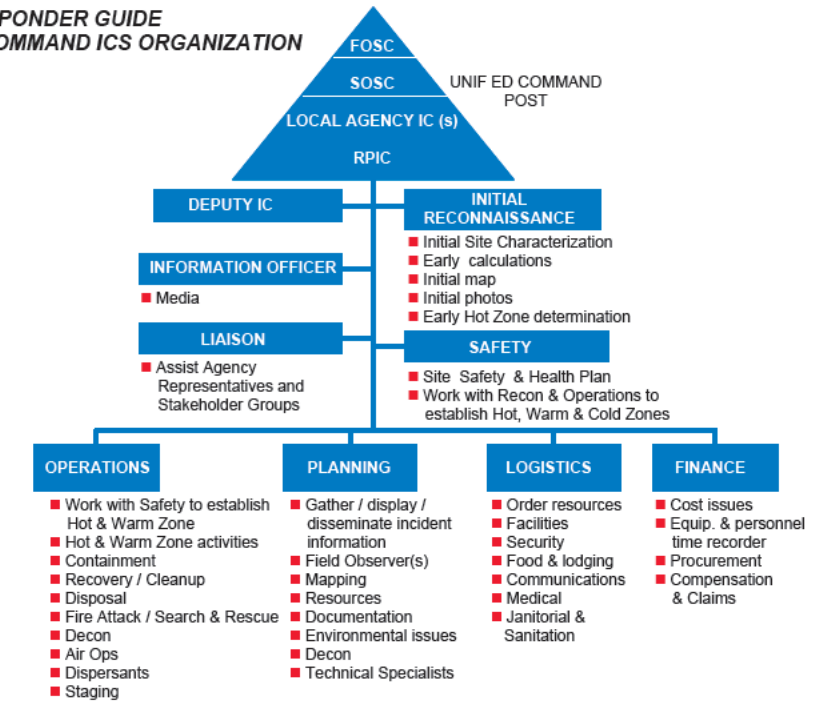 PONDER GUIDE
OMMAND ICS ORGANIZATION
FOSC
SOSC
LOCAL AGENCY IC (s)
RPIC
UNIF ED COMMAND
POST
DEPUTY IC
INITIAL
RECONNAISSANCE
Initial Site Characterization
Early calculations
Initial map
Initial photos
Early Hot Zone determination
INFORMATION OFFICER
Media
LIAISON
Assist Agency
Representatives and
Stakeholder Groups
SAFETY
Site Safety & Health Plan
Work with Recon & Operations to
establish Hot, Warm & Cold Zones
OPERATIONS
Work with Safety to establish
Hot & Warm Zone
Hot & Warm Zone activities
Containment
Recovery / Cleanup
Disposal
Fire Attack / Search & Rescue
Decon
Air Ops
Dispersants
Staging
PLANNING
Gather / display /
disseminate incident
information
Field Observer(s)
Mapping
Resources
Documentation
Environmental issues
Decon
Technical Specialists
LOGISTICS
Order resources
Facilities
Security
Food & lodging
Communications
Medical
Janitorial &
Sanitation
FINANCE
Cost issues
Equip. & personnel
time recorder
Procurement
Compensation
& Claims